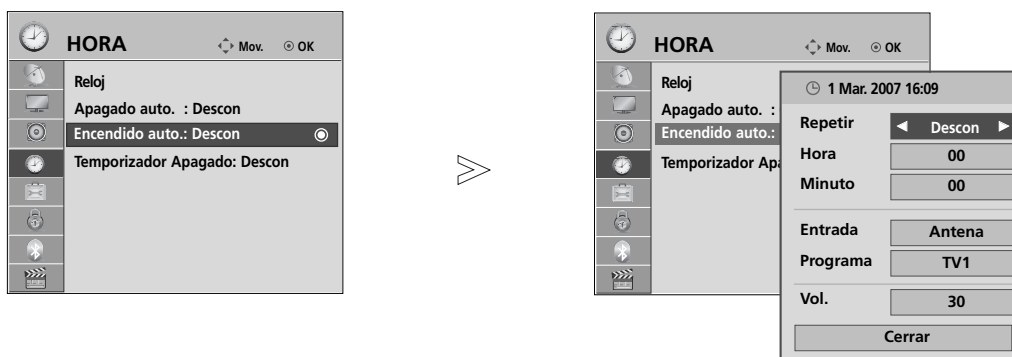 HORA Mov. OK
Reloj
Apagado auto. : Descon
Encendido auto.: Descon
Temporizador Apagado: Descon
>
HORA Mov. OK
Reloj
Apagado auto. :
Encendido auto.:
Temporizador Apa
1 Mar. 2007 16:09
Repetir Descon
Hora 00
Minuto 00
Entrada Antena
Programa TV1
Vol. 30
Cerrar